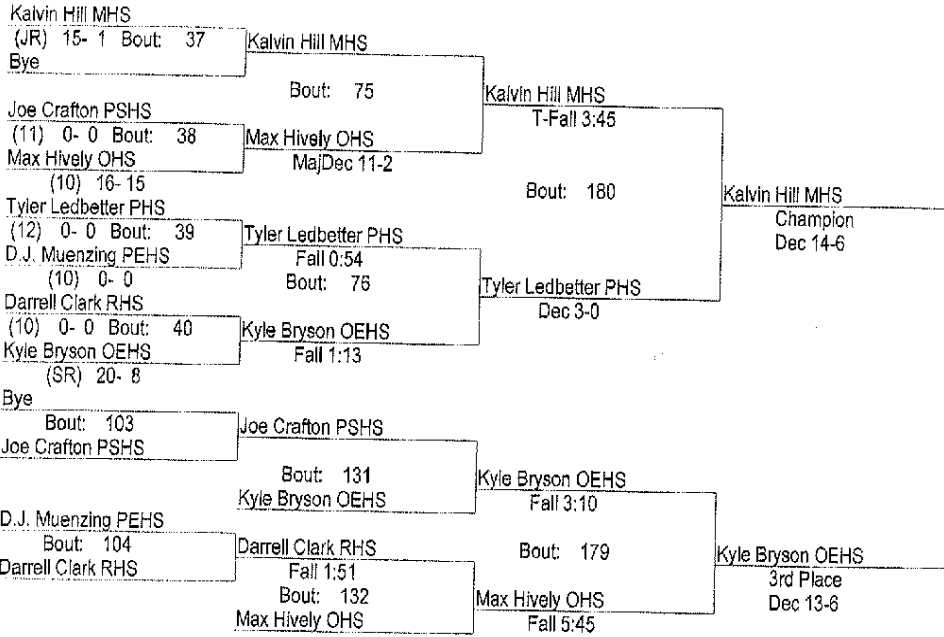 Kalvin Hill MHS
(JR) 15- 1 Bout: 37
Bye
Kalvin Hill MHS
Bout: 75
Joe Crafton PSHS
(11) 0- 0 Bout: 38
Max Hively OHS
(10) 16- 15
Max Hively OHS
MajDec 11-2
Kalvin Hill MHS
T-Fall 3:45
Tyler Ledbetter PHS
(12) 0- 0 Bout: 39
D.J. Muenzing PEHS
(10) 0- 0
Tyler Ledbetter PHS
Fall 0:54
Bout: 76
Darrell Clark RHS
(10) 0- 0 Bout: 40
Kyle Bryson OEHS
(SR) 20- 8
Kyle Bryson OEHS
Fall 1:13
Tyler Ledbetter PHS
Dec 3-0
Bout: 180
Kalvin Hill MHS
Champion
Dec 14-6
Bye
Bout: 103
Joe Crafton PSHS
Joe Crafton PSHS
Bout: 131
Kyle Bryson OEHS
Kyle Bryson OEHS
Fall 3:10
D.J. Muenzing PEHS
Bout: 104
Darrell Clark RHS
Darrell Clark RHS
Fall 1:51
Bout: 132
Max Hively OHS
Max Hively OHS
Fall 5:45
Bout: 179
Kyle Bryson OEHS
3rd Place
Dec 13-6